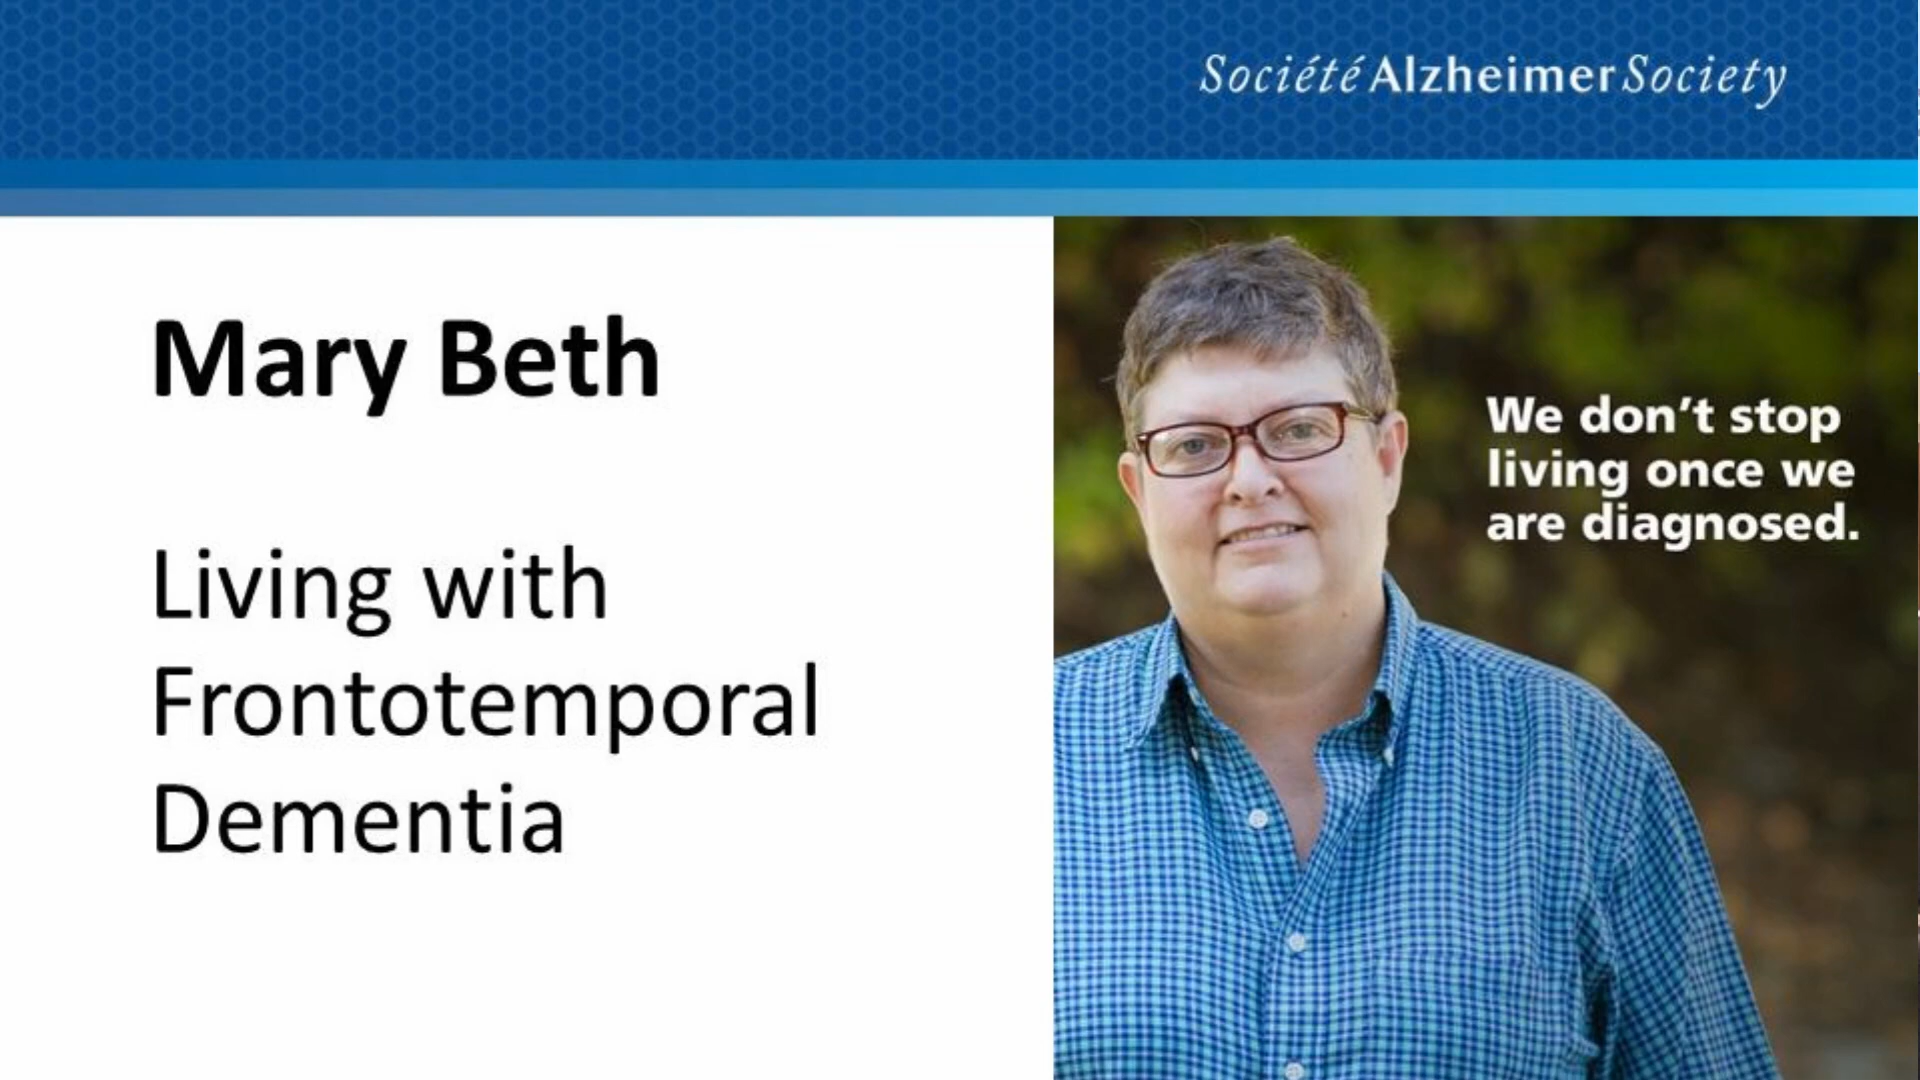 Société Alzheimer Society
Mary Beth
Living with
Frontotemporal
Dementia
We don't stop
living once we
are diagnosed.